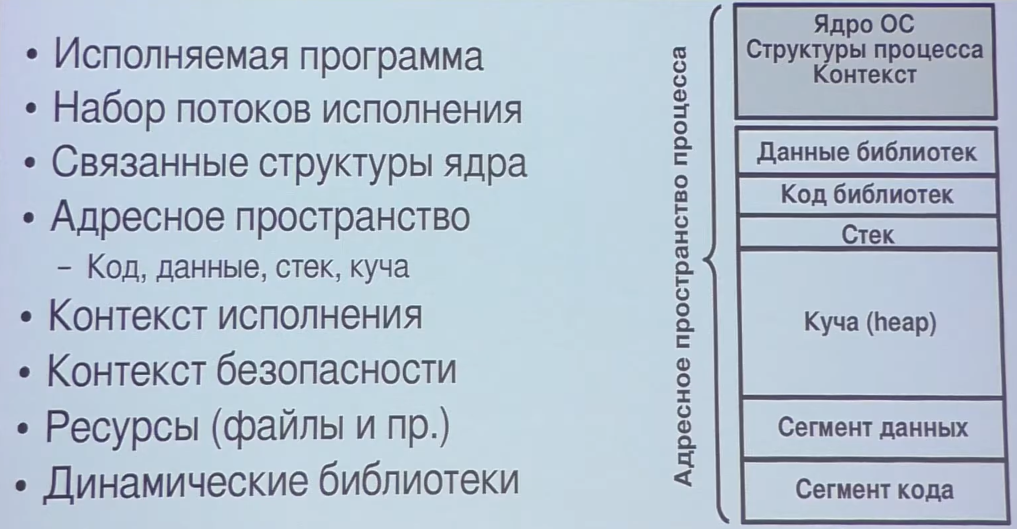 • Исполняемая программа
• Набор потоков исполнения
• Связанные структуры ядра
• Адресное пространство
– Код, данные, стек, куча
• Контекст исполнения
• Контекст безопасности
• Ресурсы (файлы и пр.)
• Динамические библиотеки
Адресное пространство процесса
Ядро ОС
Структуры процесса
Контекст
Данные библиотек
Код библиотек
Стек
Куча (heap)
Сегмент данных
Сегмент кода